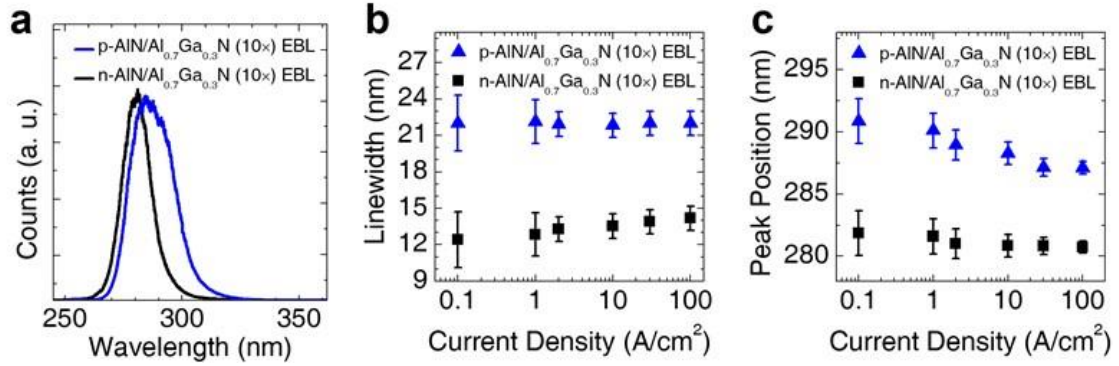 a
p-AlN/Al0.7Ga0.3N (10×) EBL
n-AlN/Al0.7Ga0.3N (10×) EBL
Counts (a. u.)
250 300 350
Wavelength (nm)
b
p-AlN/Al0.7Ga0.3N (10×) EBL
n-AlN/Al0.7Ga0.3N (10×) EBL
Linewidth (nm)
30
27
24
21
18
15
12
9
0.1 1 10 100
Current Density (A/cm2)
c
p-AlN/Al0.7Ga0.3N (10×) EBL
n-AlN/Al0.7Ga0.3N (10×) EBL
Peak Position (nm)
295
290
285
280
0.1 1 10 100
Current Density (A/cm2)